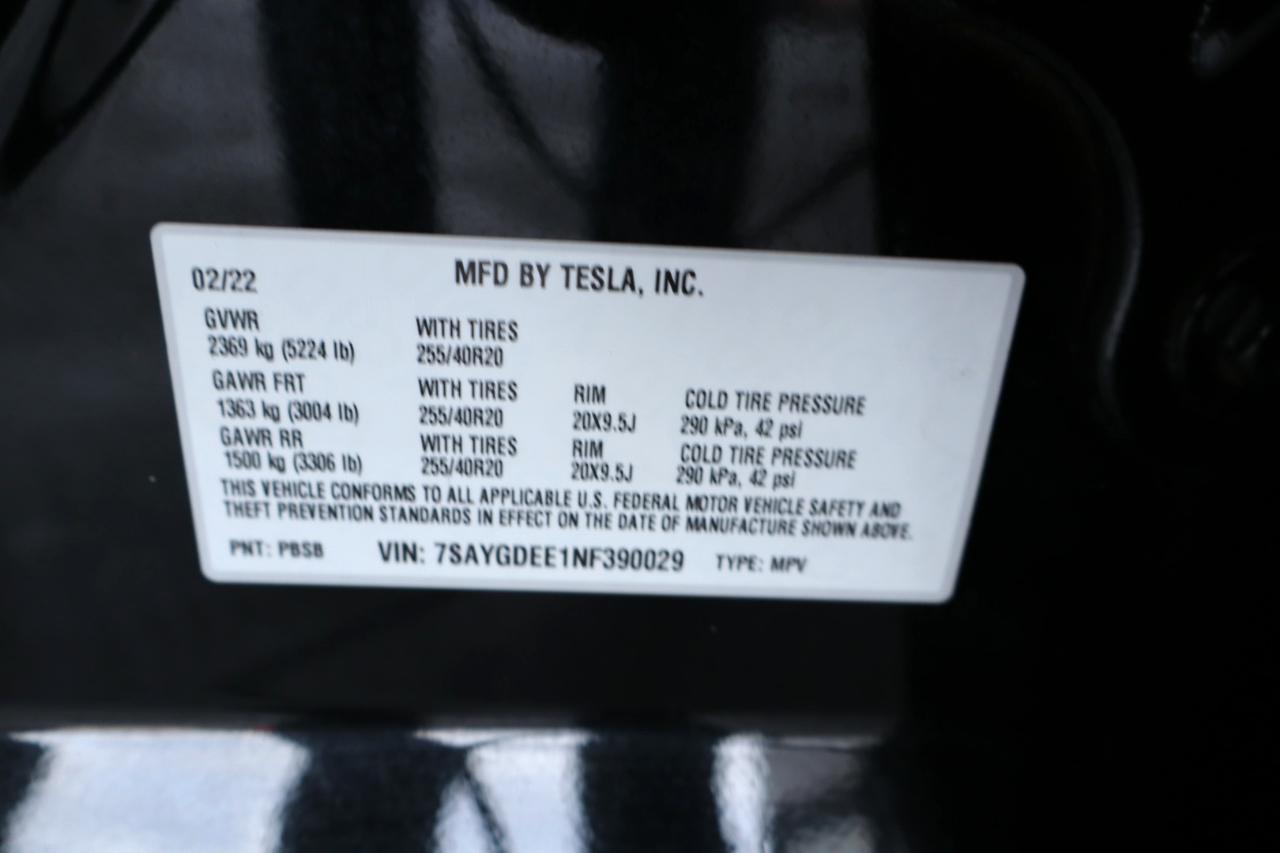 02/22 MFD BY TESLA, INC.
GVWR WITH TIRES
2369 kg (5224 lb) 255/40R20
GAWR FRT WITH TIRES RIM COLD TIRE PRESSURE
1363 kg (3004 lb) 255/40R20 20X9.5J 290 kPa, 42 psi
GAWR RR WITH TIRES RIM COLD TIRE PRESSURE
1500 kg (3306 lb) 255/40R20 20X9.5J 290 kPa, 42 psi
THIS VEHICLE CONFORMS TO ALL APPLICABLE U.S. FEDERAL MOTOR VEHICLE SAFETY AND
THEFT PREVENTION STANDARDS IN EFFECT ON THE DATE OF MANUFACTURE SHOWN ABOVE.
PNT: PBSB VIN: 7SAYGDEE1NF390029 TYPE: MPV